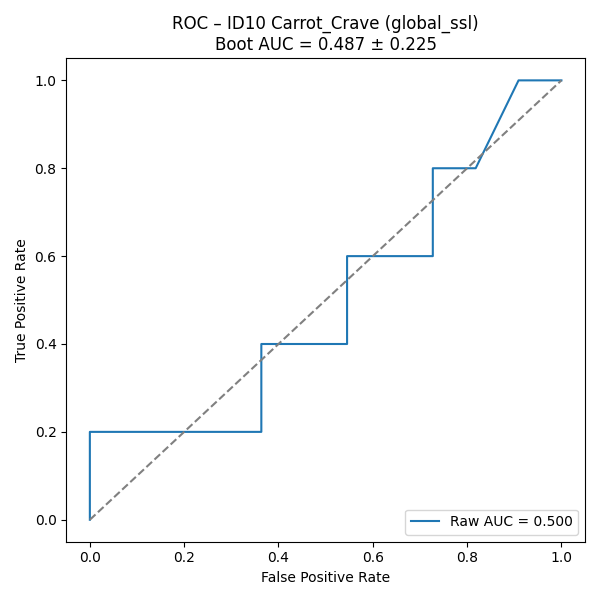 ROC – ID10 Carrot_Crave (global_ssl)
Boot AUC = 0.487 ± 0.225
True Positive Rate
1.0
0.8
0.6
0.4
0.2
0.0
Raw AUC = 0.500
0.0 0.2 0.4 0.6 0.8 1.0
False Positive Rate